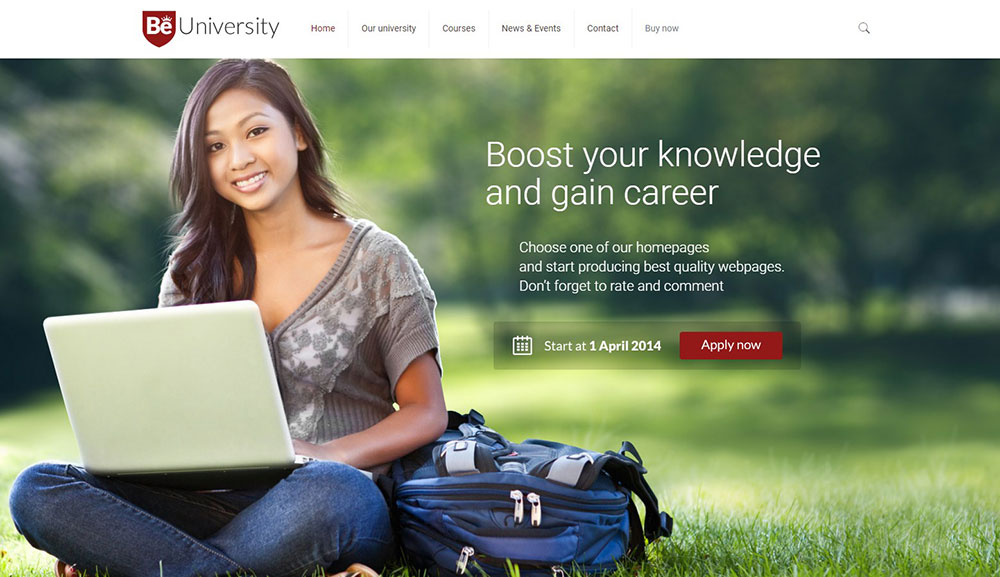 Be University
Home
Our university
Courses
News & Events
Contact
Buy now
Boost your knowledge
and gain career
Choose one of our homepages
and start producing best quality webpages.
Don't forget to rate and comment
Start at 1 April 2014
Apply now